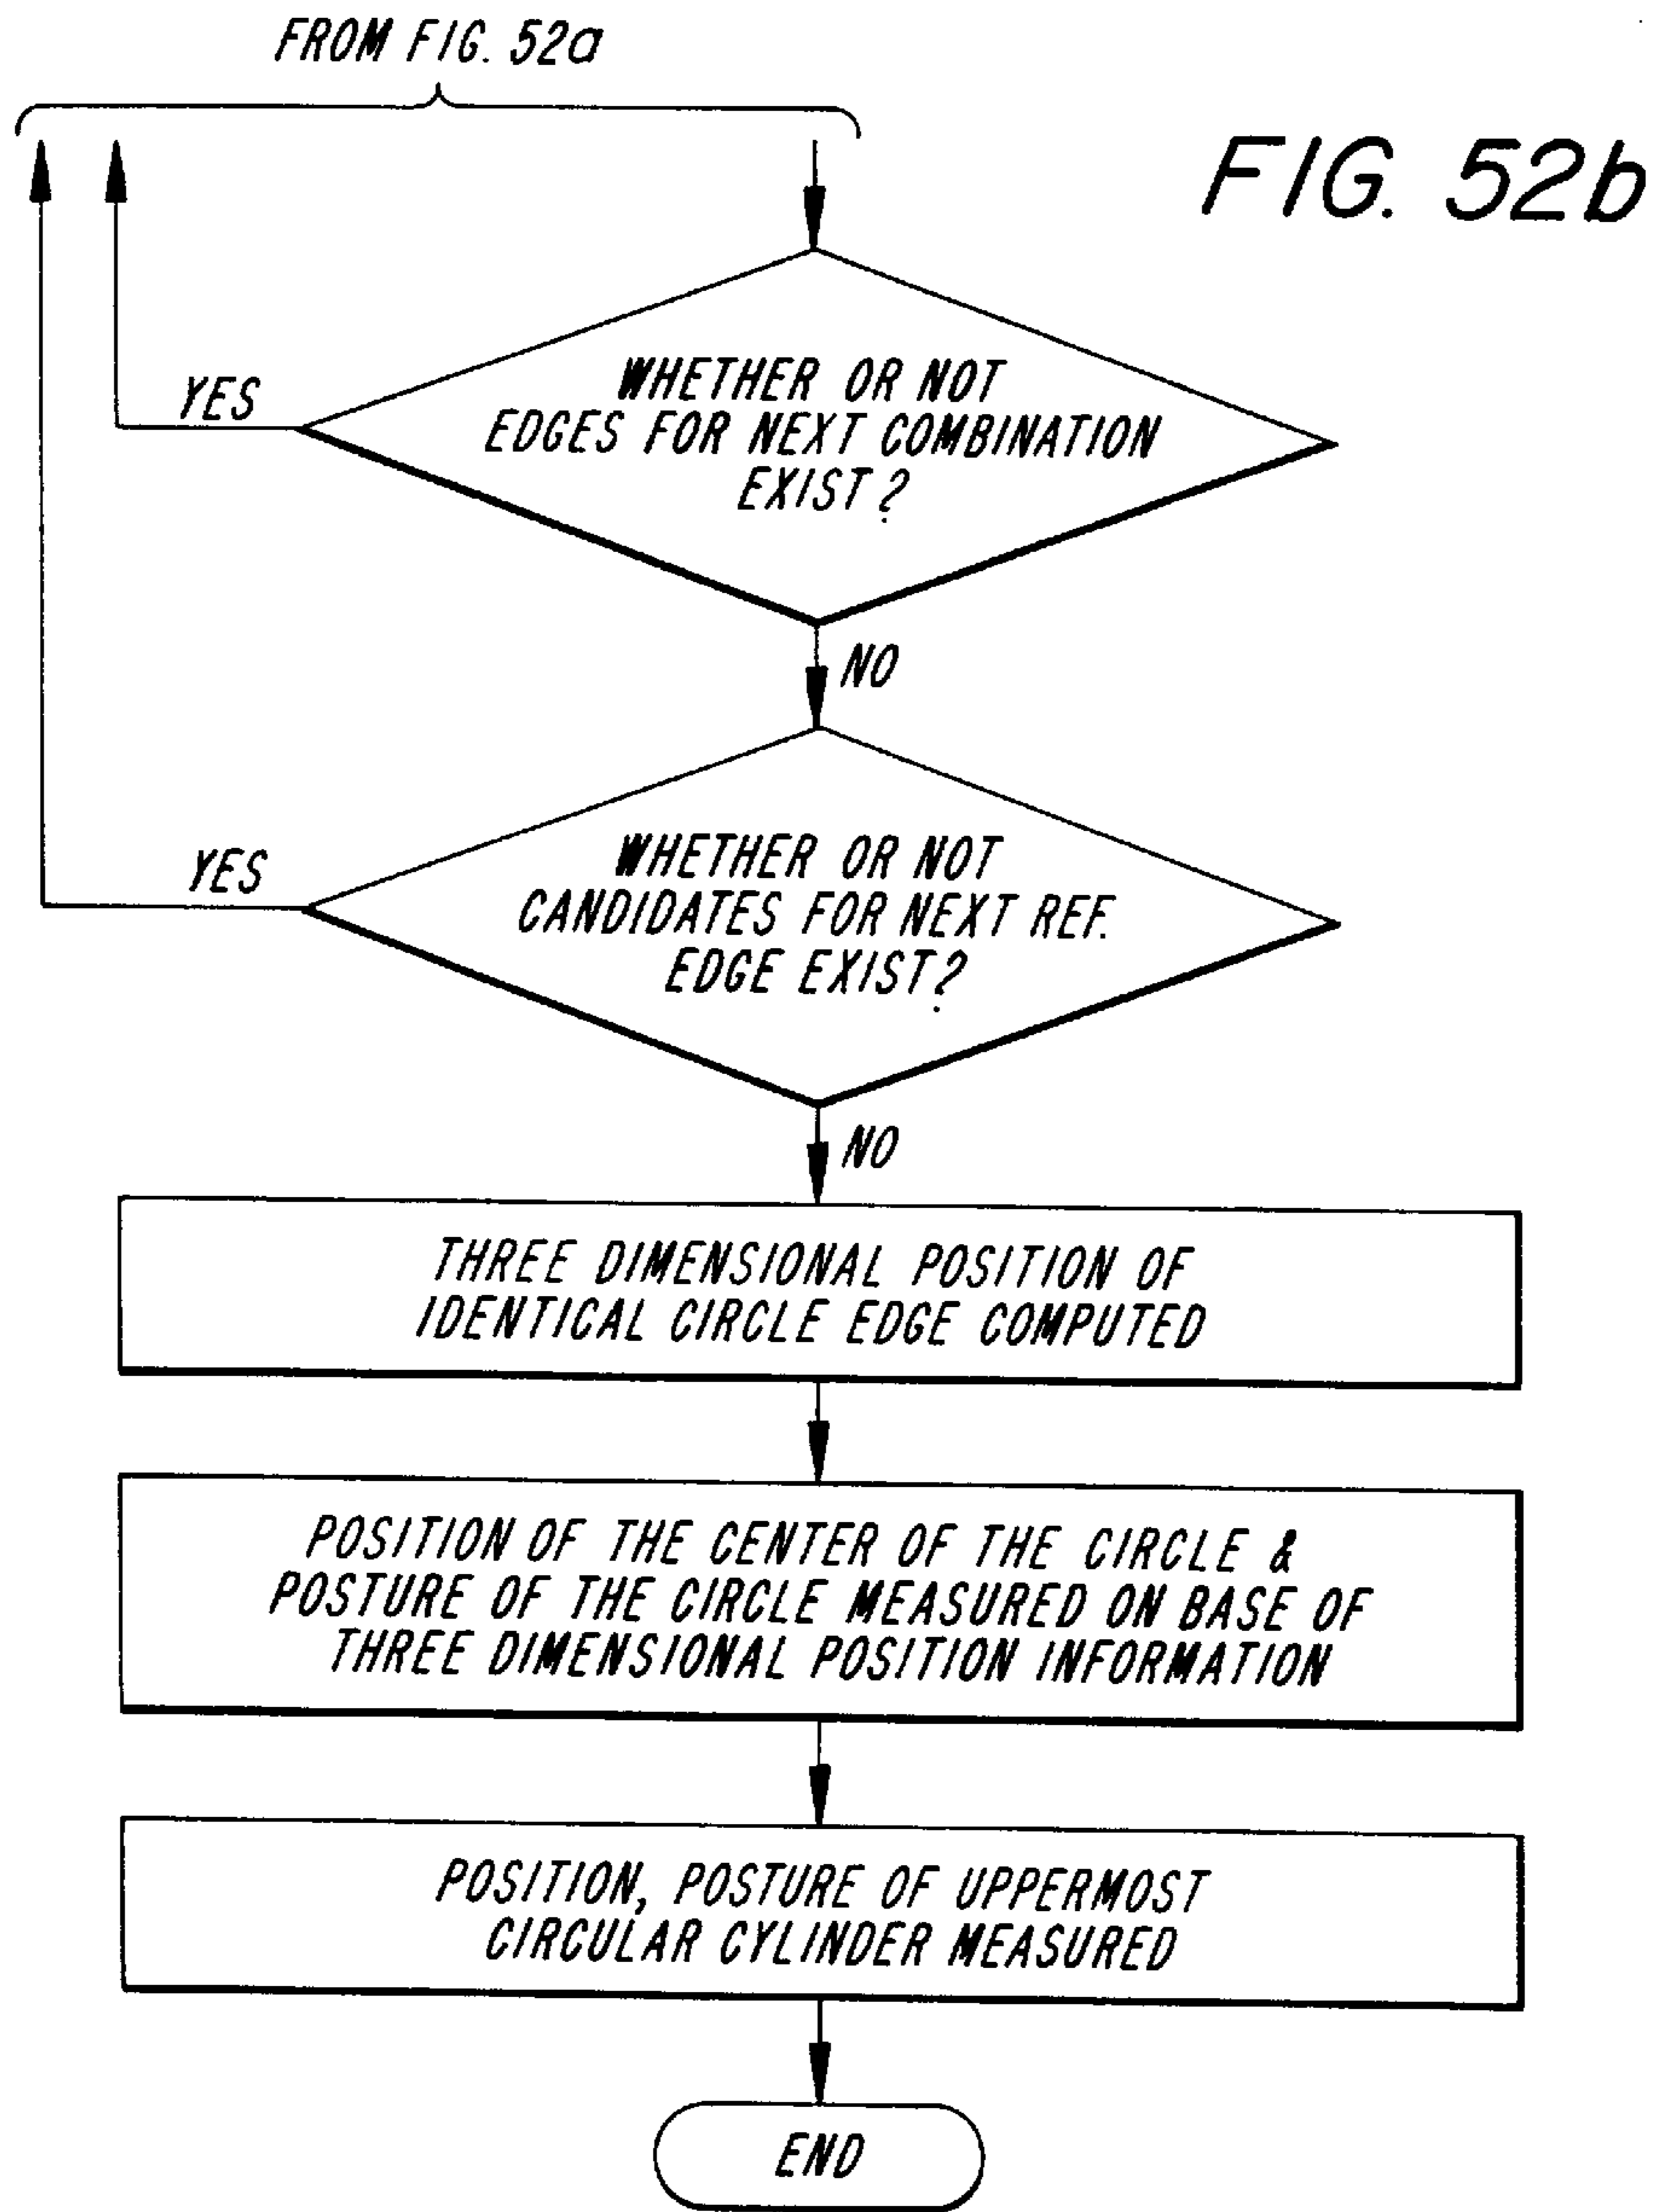 FROM FIG. 52a
FIG. 52b
WHETHER OR NOT
EDGES FOR NEXT COMBINATION
EXIST?
YES
NO
WHETHER OR NOT
CANDIDATES FOR NEXT REF.
EDGE EXIST?
YES
NO
THREE DIMENSIONAL POSITION OF
IDENTICAL CIRCLE EDGE COMPUTED
POSITION OF THE CENTER OF THE CIRCLE &
POSTURE OF THE CIRCLE MEASURED ON BASE OF
THREE DIMENSIONAL POSITION INFORMATION
POSITION, POSTURE OF UPPERMOST
CIRCULAR CYLINDER MEASURED
END